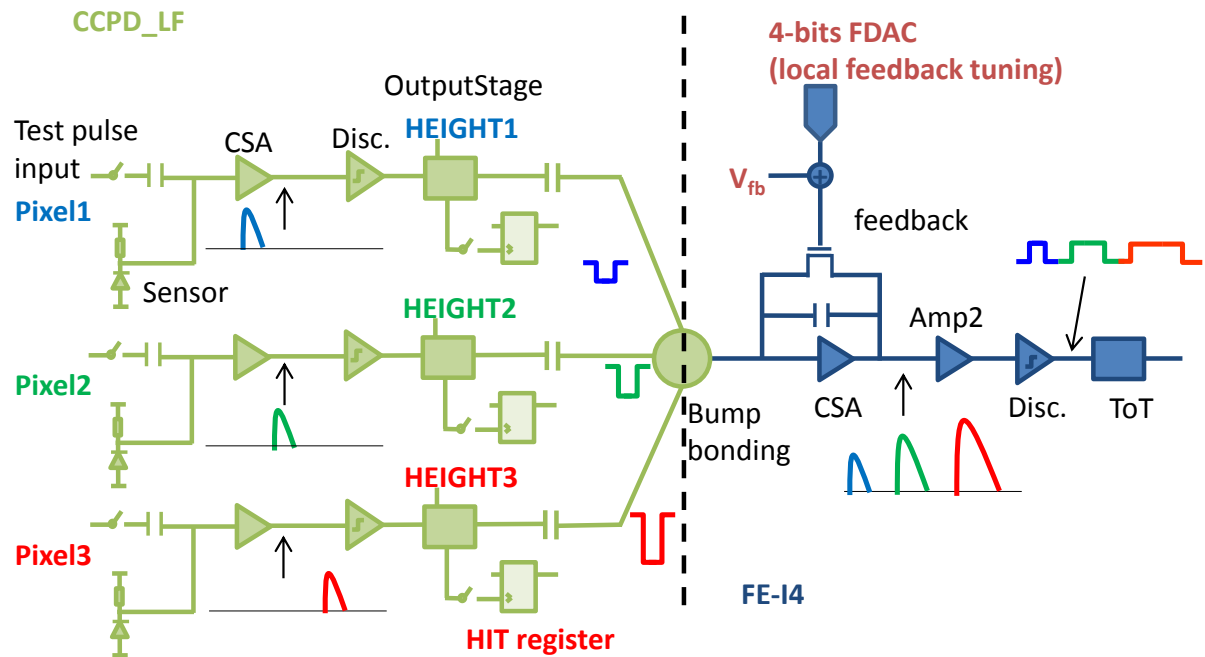 CCPD_LF
4-bits FDAC
(local feedback tuning)
OutputStage
HEIGHT1
Test pulse
input
CSA
Disc.
Pixel1
V_fb
feedback
Sensor
HEIGHT2
Amp2
Pixel2
CSA
Disc.
ToT
Bump
bonding
HEIGHT3
Pixel3
FE-I4
HIT register